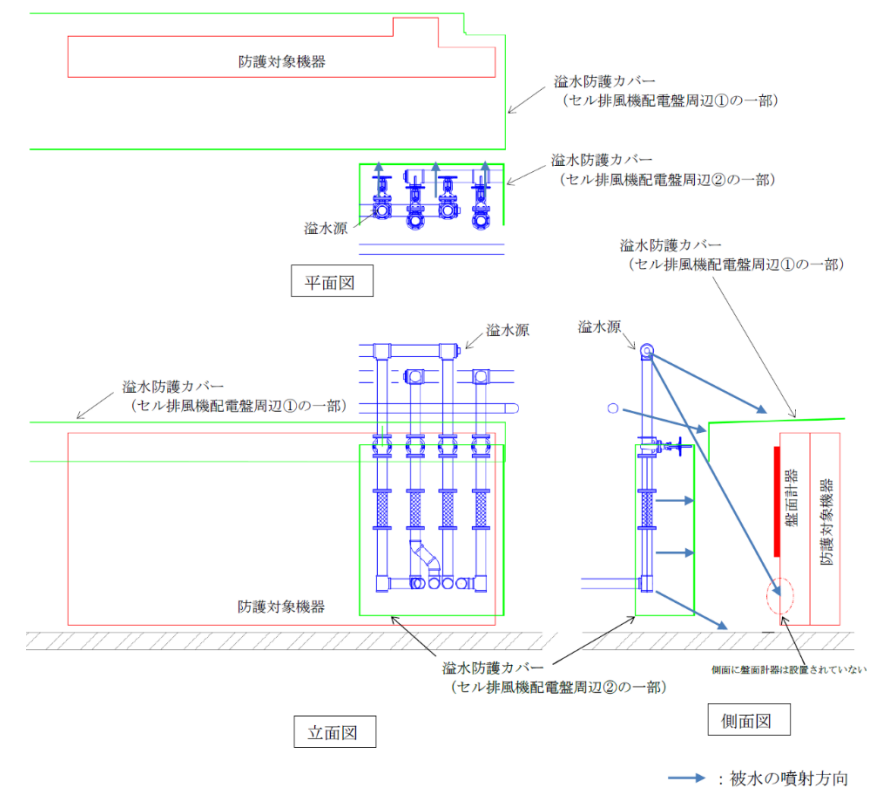 防護対象機器
溢水防護カバー
（セル排風機配電盤周辺①の一部）
溢水防護カバー
（セル排風機配電盤周辺②の一部）
溢水源
平面図
溢水防護カバー
（セル排風機配電盤周辺①の一部）
溢水源
溢水源
溢水防護カバー
（セル排風機配電盤周辺①の一部）
盤面計器
防護対象機器
防護対象機器
溢水防護カバー
（セル排風機配電盤周辺②の一部）
側面に盤面計器は設置されていない
立面図
側面図
：被水の噴射方向